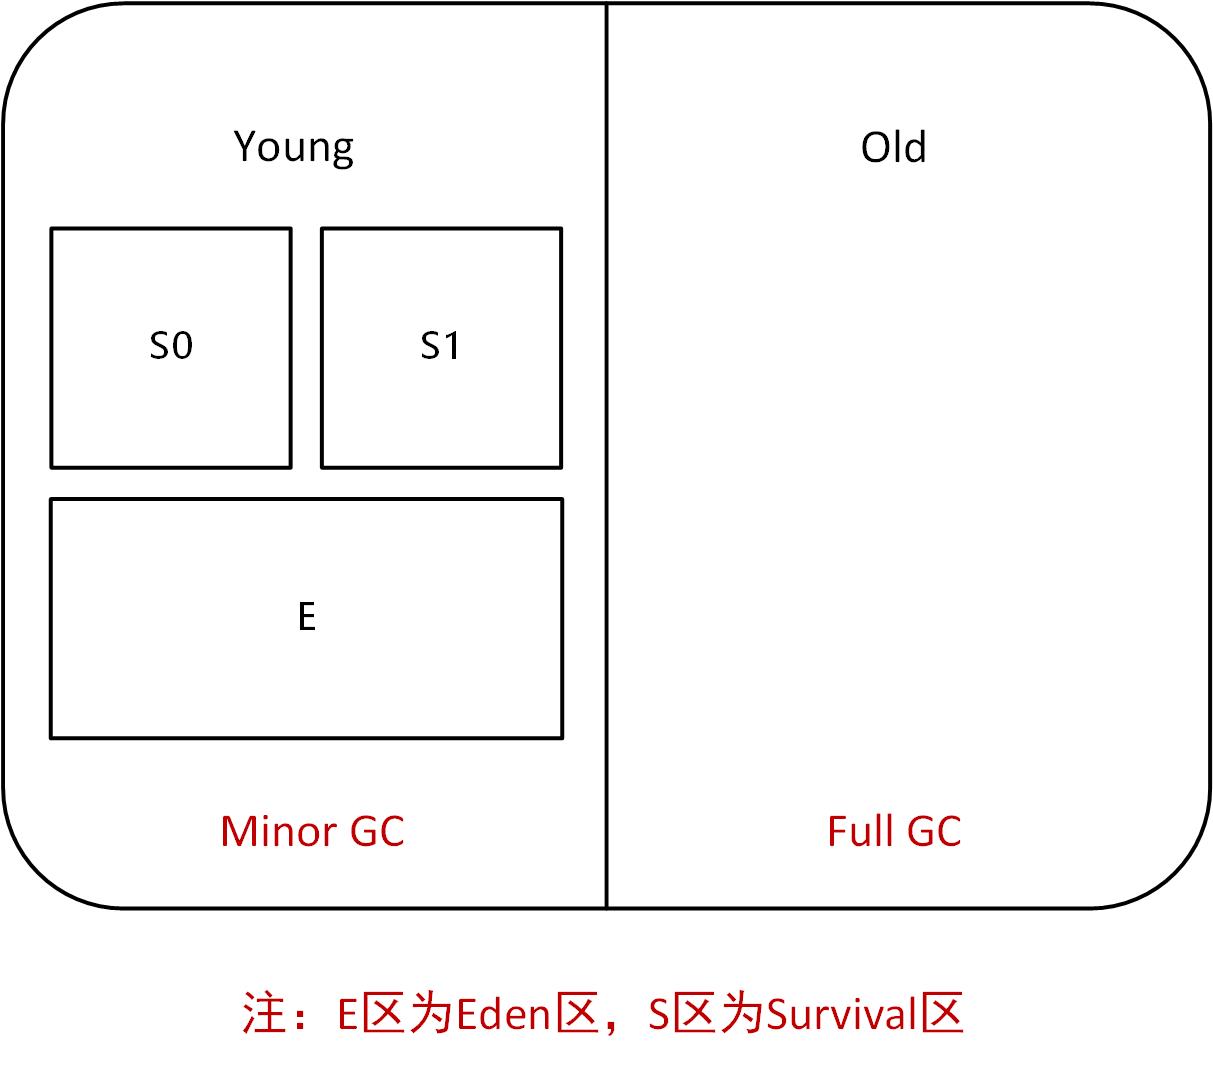 Young
Old
S0
S1
E
Minor GC
Full GC
注：E区为Eden区，S区为Survival区